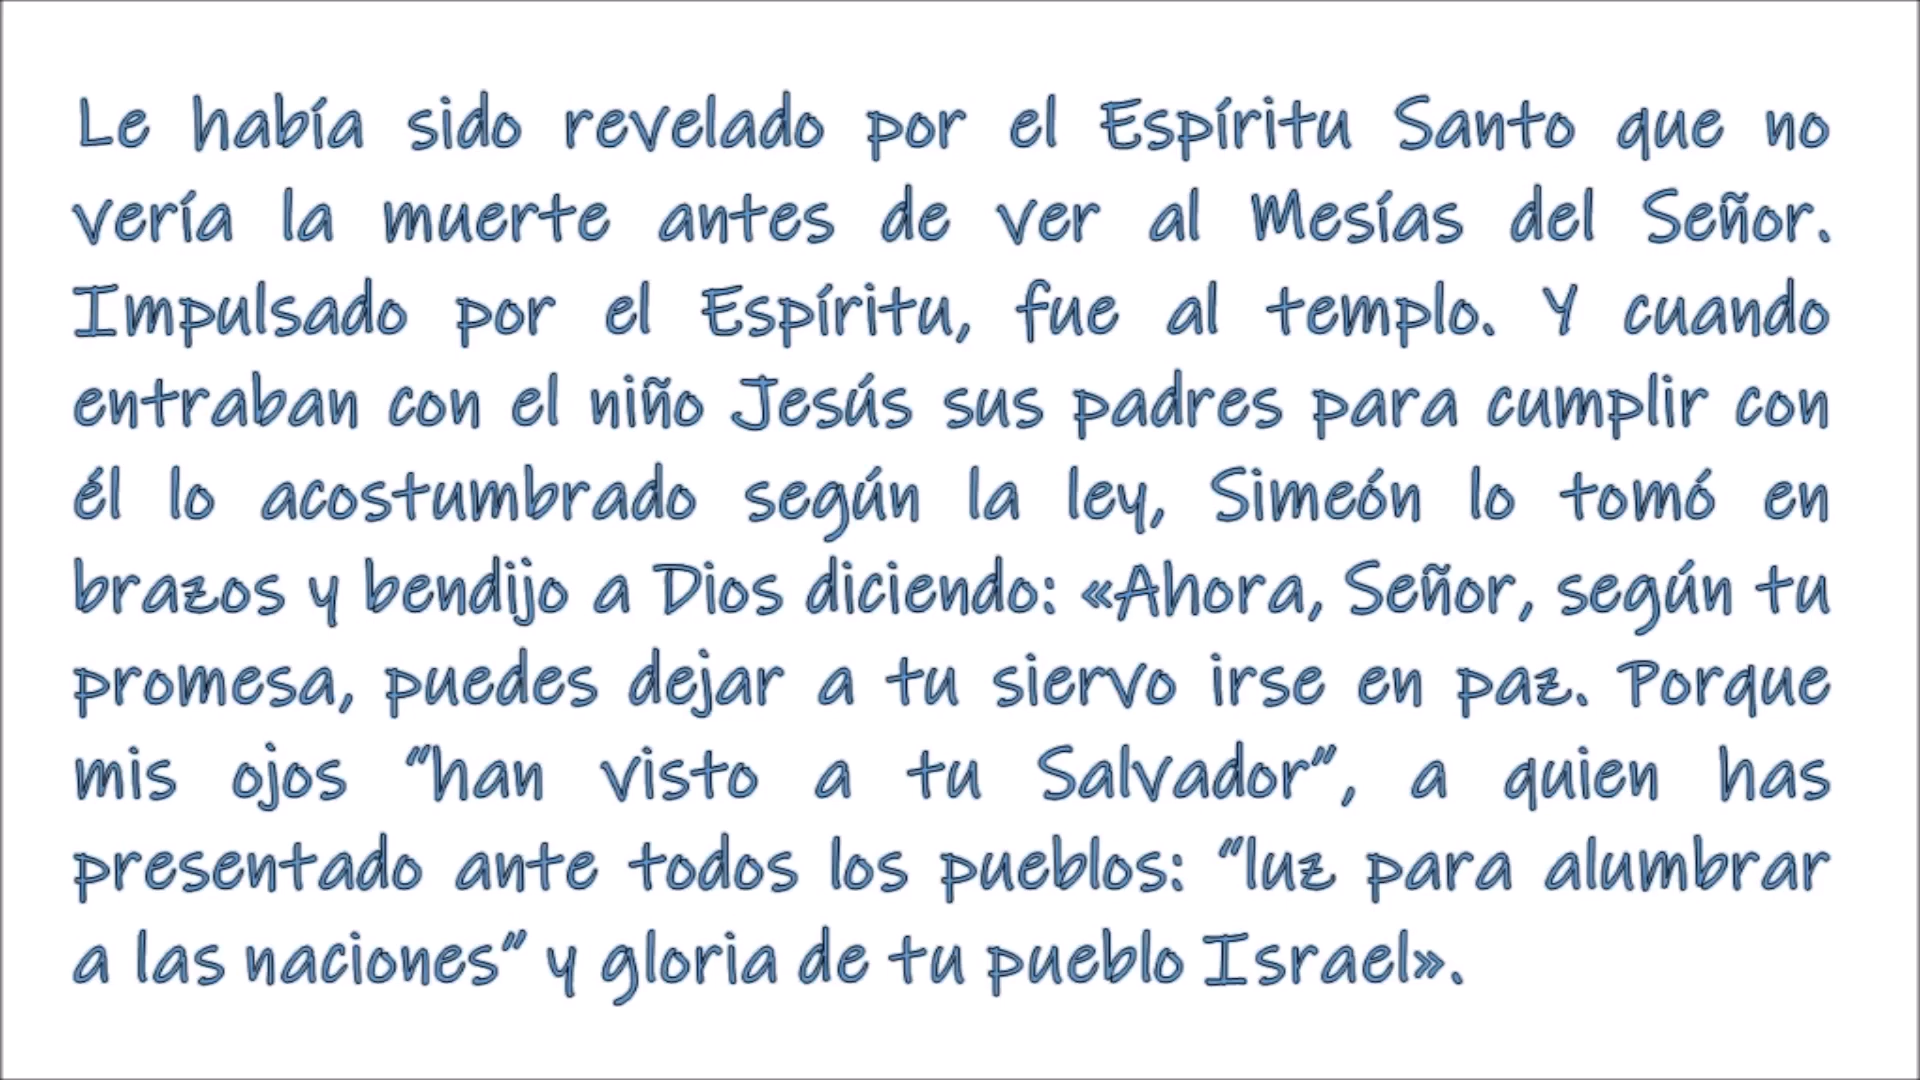 Le había sido revelado por el Espíritu Santo que no
vería la muerte antes de ver al Mesías del Señor.
Impulsado por el Espíritu, fue al templo. Y cuando
entraban con el niño Jesús sus padres para cumplir con
él lo acostumbrado según la ley, Simeón lo tomó en
brazos y bendijo a Dios diciendo: «Ahora, Señor, según tu
promesa, puedes dejar a tu siervo irse en paz. Porque
mis ojos “han visto a tu Salvador”, a quien has
presentado ante todos los pueblos: “luz para alumbrar
a las naciones” y gloria de tu pueblo Israel».